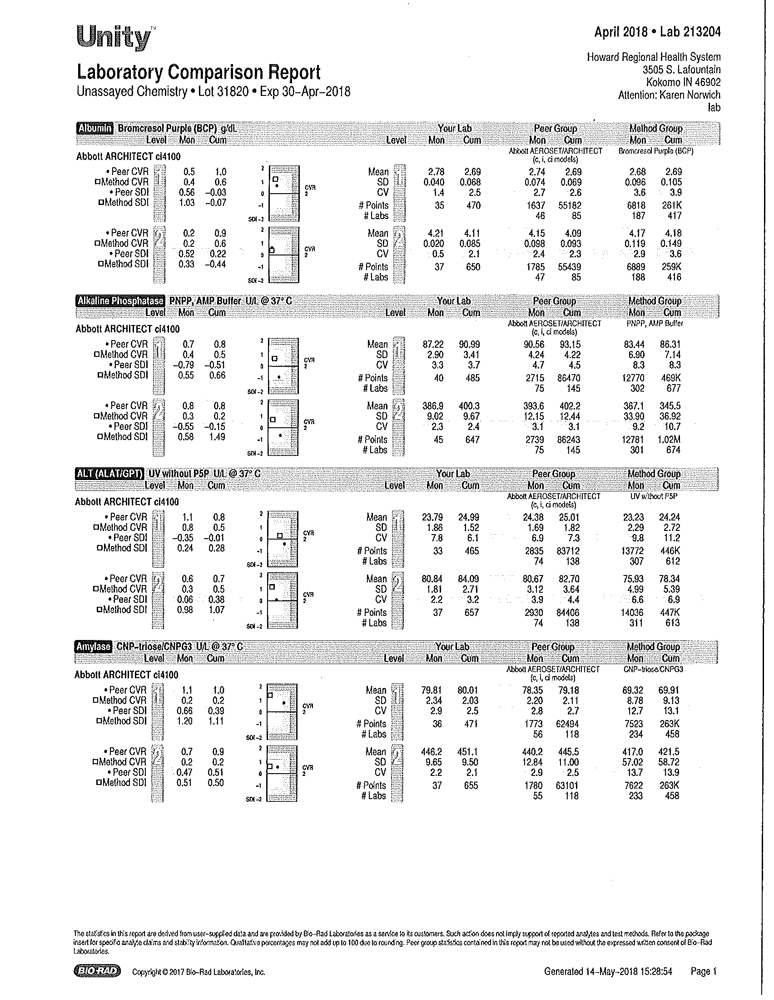 Unity™
April 2018 • Lab 213204
Howard Regional Health System
3505 S. Lafountain
Kokomo IN 46902
Attention: Karen Norwich
lab
Laboratory Comparison Report
Unassayed Chemistry • Lot 31820 • Exp 30-Apr-2018
Albumin Bromcresol Purple (BCP) g/dL Your Lab Peer Group Method Group
Level Mon Cum Level Mon Cum Mon Cum Mon Cum
Abbott ARCHITECT ci4100 Abbott AEROSET/ARCHITECT Bromcresol Purple (BCP)
(c, i, ci models)
• Peer CVR 1 0.5 1.0 2 Mean 1 2.78 2.69 2.74 2.69 2.68 2.69
□Method CVR 0.4 0.6 1 SD 0.040 0.068 0.074 0.069 0.096 0.105
• Peer SDI 0.56 -0.03 0 CVR 2 CV 1.4 2.5 2.7 2.6 3.6 3.9
□Method SDI 1.03 -0.07 -1 # Points 35 470 1637 55182 6818 261K
SDI -2 # Labs 46 85 187 417
• Peer CVR 2 0.2 0.9 2 Mean 2 4.21 4.11 4.15 4.09 4.17 4.18
□Method CVR 0.2 0.6 1 SD 0.020 0.085 0.098 0.093 0.119 0.149
• Peer SDI 0.52 0.22 0 CVR 2 CV 0.5 2.1 2.4 2.3 2.9 3.6
□Method SDI 0.33 -0.44 -1 # Points 37 650 1785 55439 6889 259K
SDI -2 # Labs 47 85 188 416
Alkaline Phosphatase PNPP, AMP Buffer U/L @ 37° C Your Lab Peer Group Method Group
Level Mon Cum Level Mon Cum Mon Cum Mon Cum
Abbott ARCHITECT ci4100 Abbott AEROSET/ARCHITECT PNPP, AMP Buffer
(c, i, ci models)
• Peer CVR 1 0.7 0.8 2 Mean 1 87.22 90.99 90.56 93.15 83.44 86.31
□Method CVR 0.4 0.5 1 SD 2.90 3.41 4.24 4.22 6.90 7.14
• Peer SDI -0.79 -0.51 0 CVR 2 CV 3.3 3.7 4.7 4.5 8.3 8.3
□Method SDI 0.55 0.66 -1 # Points 40 485 2715 86470 12770 469K
SDI -2 # Labs 75 145 302 677
• Peer CVR 2 0.8 0.8 2 Mean 2 386.9 400.3 393.6 402.2 367.1 345.5
□Method CVR 0.3 0.2 1 SD 9.02 9.67 12.15 12.44 33.90 36.92
• Peer SDI -0.55 -0.15 0 CVR 2 CV 2.3 2.4 3.1 3.1 9.2 10.7
□Method SDI 0.58 1.49 -1 # Points 45 647 2739 86243 12781 1.02M
SDI -2 # Labs 75 145 301 674
ALT (ALAT/GPT) UV without P5P U/L @ 37° C Your Lab Peer Group Method Group
Level Mon Cum Level Mon Cum Mon Cum Mon Cum
Abbott ARCHITECT ci4100 Abbott AEROSET/ARCHITECT UV without P5P
(c, i, ci models)
• Peer CVR 1 1.1 0.8 2 Mean 1 23.79 24.99 24.38 25.01 23.23 24.24
□Method CVR 0.8 0.5 1 SD 1.86 1.52 1.69 1.82 2.29 2.72
• Peer SDI -0.35 -0.01 0 CVR 2 CV 7.8 6.1 6.9 7.3 9.8 11.2
□Method SDI 0.24 0.28 -1 # Points 33 465 2835 83712 13772 446K
SDI -2 # Labs 74 138 307 612
• Peer CVR 2 0.6 0.7 2 Mean 2 80.84 84.09 80.67 82.70 75.93 78.34
□Method CVR 0.3 0.5 1 SD 1.81 2.71 3.12 3.64 4.99 5.39
• Peer SDI 0.06 0.38 0 CVR 2 CV 2.2 3.2 3.9 4.4 6.6 6.9
□Method SDI 0.98 1.07 -1 # Points 37 657 2930 84406 14036 447K
SDI -2 # Labs 74 138 311 613
Amylase CNP-triose/CNPG3 U/L @ 37° C Your Lab Peer Group Method Group
Level Mon Cum Level Mon Cum Mon Cum Mon Cum
Abbott ARCHITECT ci4100 Abbott AEROSET/ARCHITECT CNP-triose/CNPG3
(c, i, ci models)
• Peer CVR 1 1.1 1.0 2 Mean 1 79.81 80.01 78.35 79.18 69.32 69.91
□Method CVR 0.2 0.2 1 SD 2.34 2.03 2.20 2.11 8.78 9.13
• Peer SDI 0.66 0.39 0 CVR 2 CV 2.9 2.5 2.8 2.7 12.7 13.1
□Method SDI 1.20 1.11 -1 # Points 36 471 1773 62494 7523 263K
SDI -2 # Labs 56 118 234 458
• Peer CVR 2 0.7 0.9 2 Mean 2 446.2 451.1 440.2 445.5 417.0 421.5
□Method CVR 0.2 0.2 1 SD 9.65 9.50 12.84 11.00 57.02 58.72
• Peer SDI 0.47 0.51 0 CVR 2 CV 2.2 2.1 2.9 2.5 13.7 13.9
□Method SDI 0.51 0.50 -1 # Points 37 655 1780 63101 7622 263K
SDI -2 # Labs 55 118 233 458
The statistics in this report are derived from user-supplied data and are provided by Bio-Rad Laboratories as a service to its customers. Such action does not imply support of reported analytes and test methods. Refer to the package
insert for specific analyte claims and stability information. Qualitative percentages may not add up to 100 due to rounding. Peer group statistics contained in this report may not be used without the expressed written consent of Bio-Rad
Laboratories.
BIO-RAD Copyright © 2017 Bio-Rad Laboratories, Inc. Generated 14-May-2018 15:28:54 Page 1